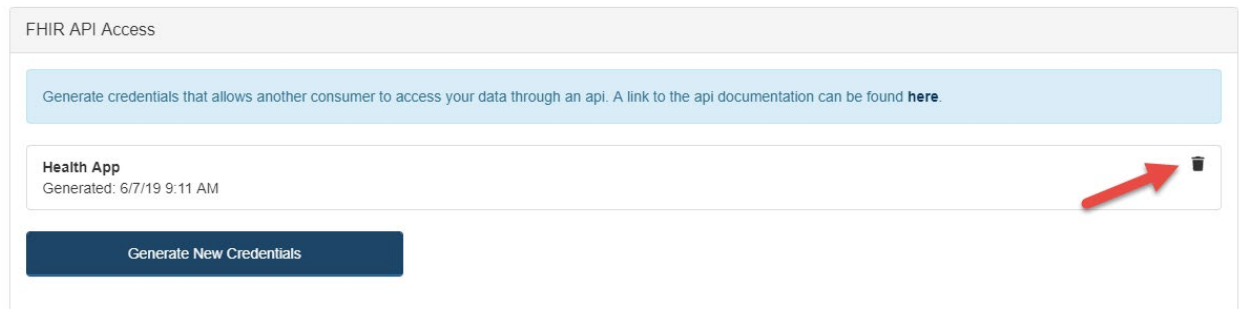 FHIR API Access
Generate credentials that allows another consumer to access your data through an api. A link to the api documentation can be found here.
Health App
Generated: 6/7/19 9:11 AM
Generate New Credentials